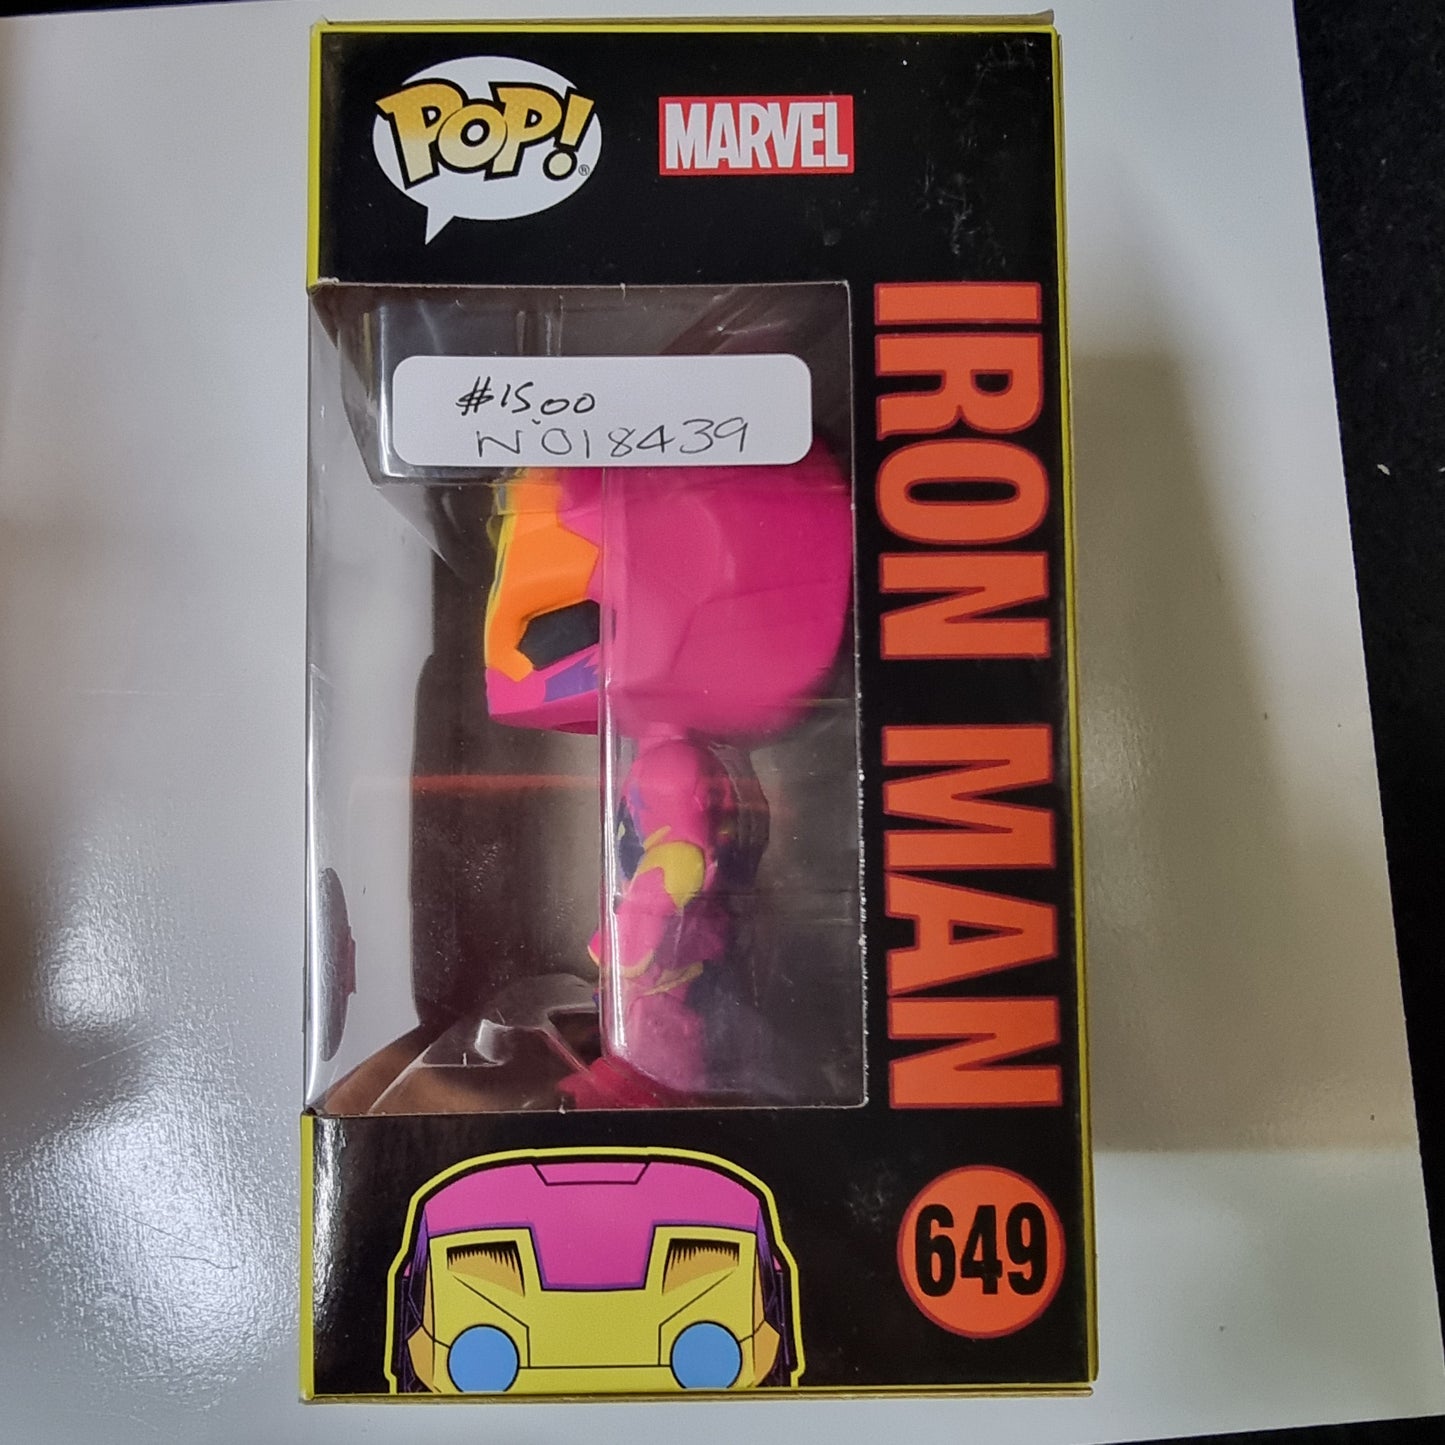 POP!®
MARVEL
#15.00
N018439
IRON MAN
649